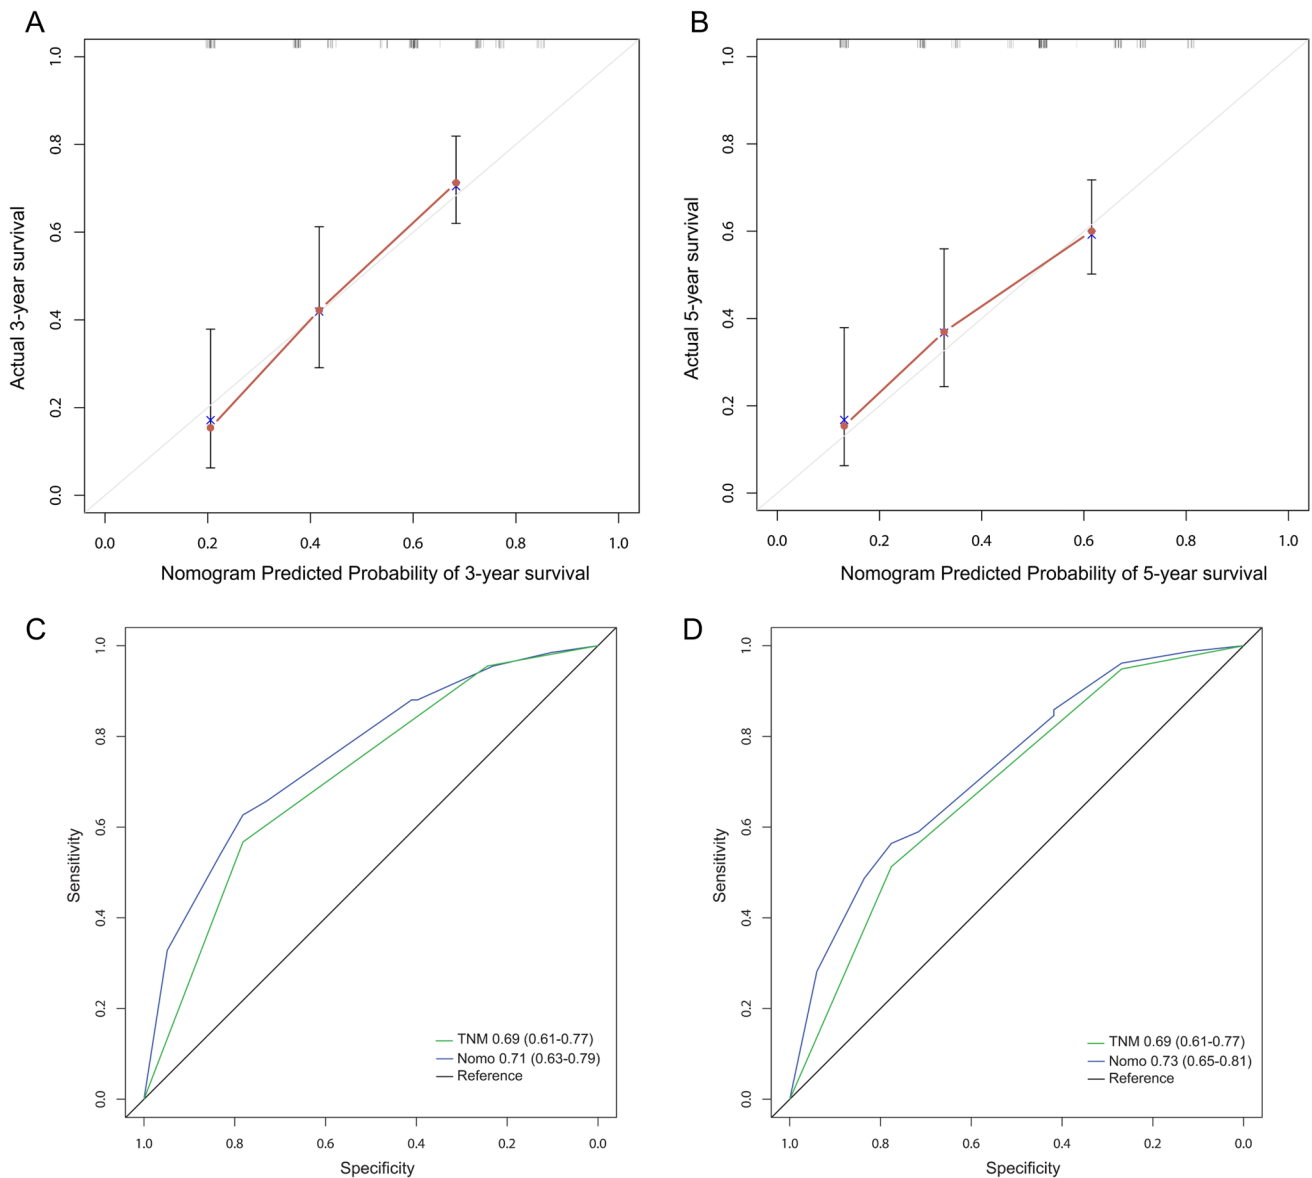 A
1.0
0.8
0.6
0.4
0.2
0.0
Actual 3-year survival
0.0 0.2 0.4 0.6 0.8 1.0
Nomogram Predicted Probability of 3-year survival
B
1.0
0.8
0.6
0.4
0.2
0.0
Actual 5-year survival
0.0 0.2 0.4 0.6 0.8 1.0
Nomogram Predicted Probability of 5-year survival
C
1.0
0.8
0.6
0.4
0.2
0.0
Sensitivity
TNM 0.69 (0.61-0.77)
Nomo 0.71 (0.63-0.79)
Reference
1.0 0.8 0.6 0.4 0.2 0.0
Specificity
D
1.0
0.8
0.6
0.4
0.2
0.0
Sensitivity
TNM 0.69 (0.61-0.77)
Nomo 0.73 (0.65-0.81)
Reference
1.0 0.8 0.6 0.4 0.2 0.0
Specificity